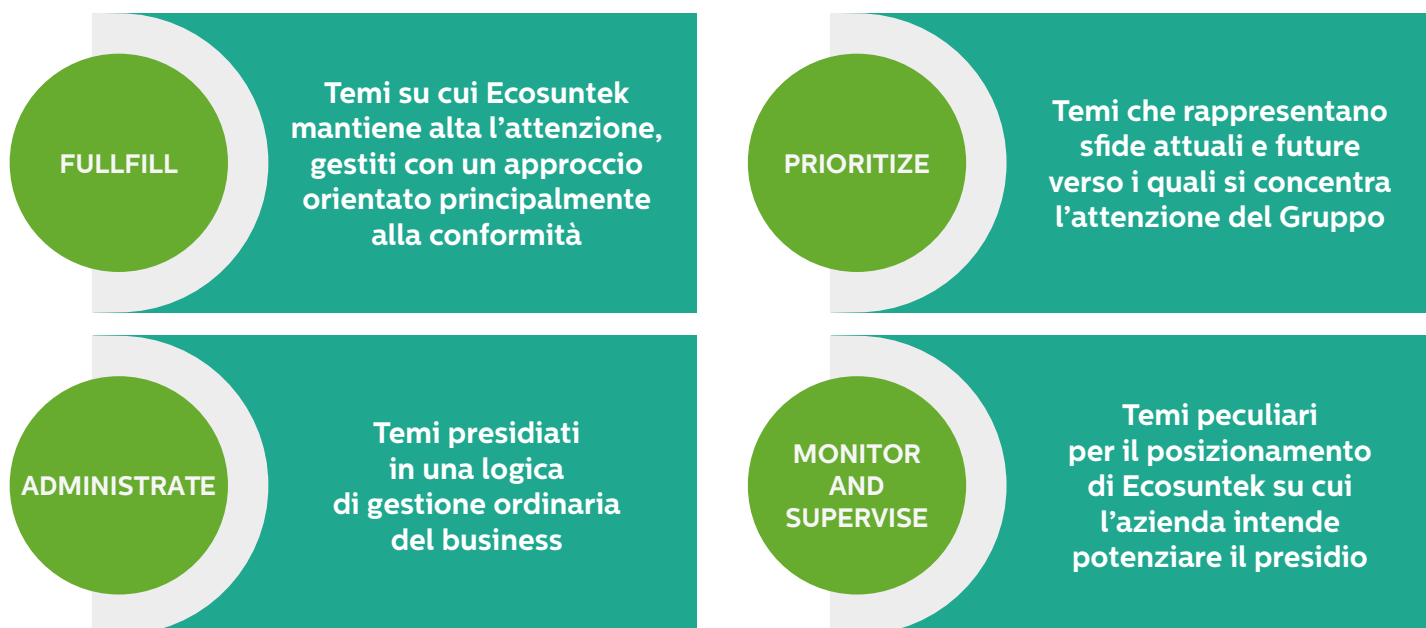 FULLFILL
Temi su cui Ecosuntek
mantiene alta l’attenzione,
gestiti con un approccio
orientato principalmente
alla conformità
PRIORITIZE
Temi che rappresentano
sfide attuali e future
verso i quali si concentra
l’attenzione del Gruppo
ADMINISTRATE
Temi presidiati
in una logica
di gestione ordinaria
del business
MONITOR
AND
SUPERVISE
Temi peculiari
per il posizionamento
di Ecosuntek su cui
l’azienda intende
potenziare il presidio